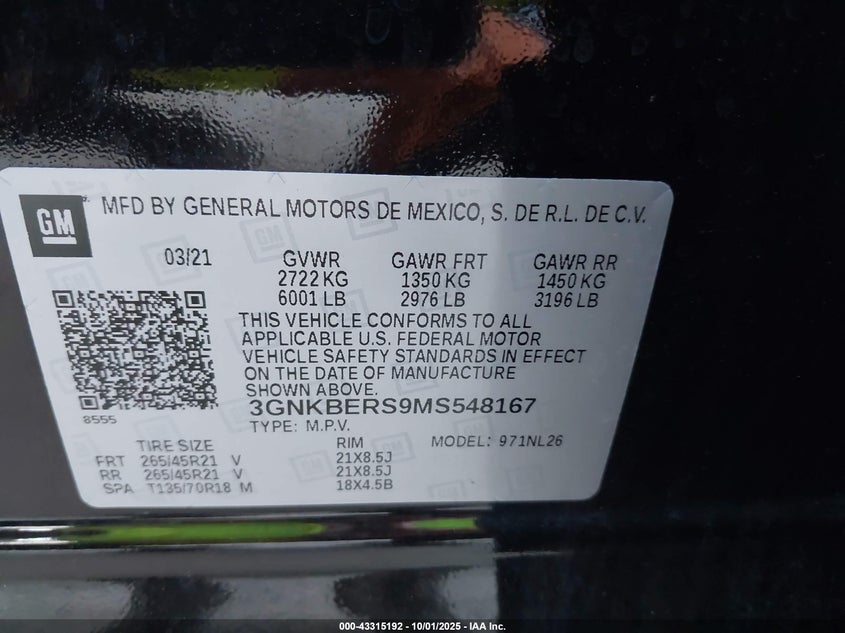 GM
MFD BY GENERAL MOTORS DE MEXICO, S. DE R.L. DE C.V.
03/21 GVWR GAWR FRT GAWR RR
2722 KG 1350 KG 1450 KG
6001 LB 2976 LB 3196 LB
THIS VEHICLE CONFORMS TO ALL
APPLICABLE U.S. FEDERAL MOTOR
VEHICLE SAFETY STANDARDS IN EFFECT
ON THE DATE OF MANUFACTURE
SHOWN ABOVE.
3GNKBERS9MS548167
8555
TYPE: M.P.V.
TIRE SIZE RIM MODEL: 971NL26
FRT 265/45R21 V 21X8.5J
RR 265/45R21 V 21X8.5J
SPA T135/70R18 M 18X4.5B
000-43315192 - 10/01/2025 - IAA Inc.